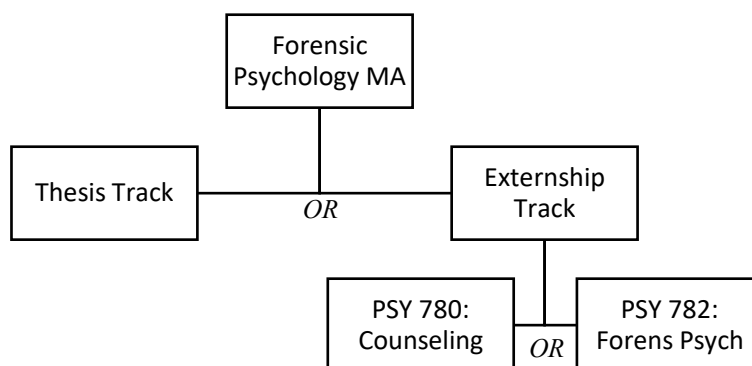 Forensic
Psychology MA
Thesis Track
OR
Externship
Track
PSY 780:
Counseling
OR
PSY 782:
Forens Psych